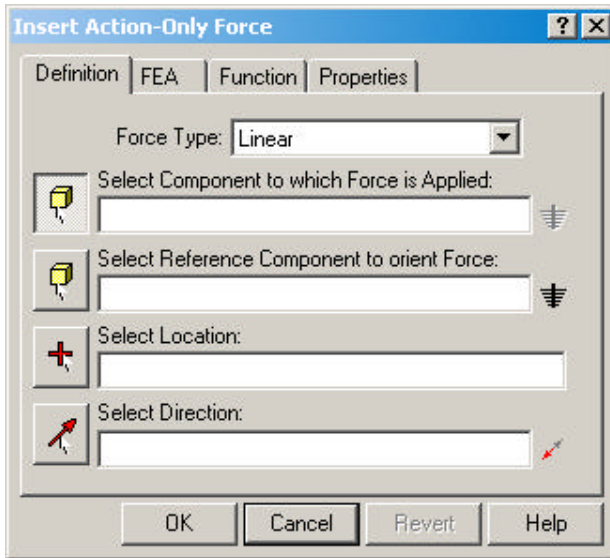 Insert Action-Only Force
Definition FEA Function Properties
Force Type: Linear
Select Component to which Force is Applied:
Select Reference Component to orient Force:
Select Location:
Select Direction:
OK Cancel Revert Help